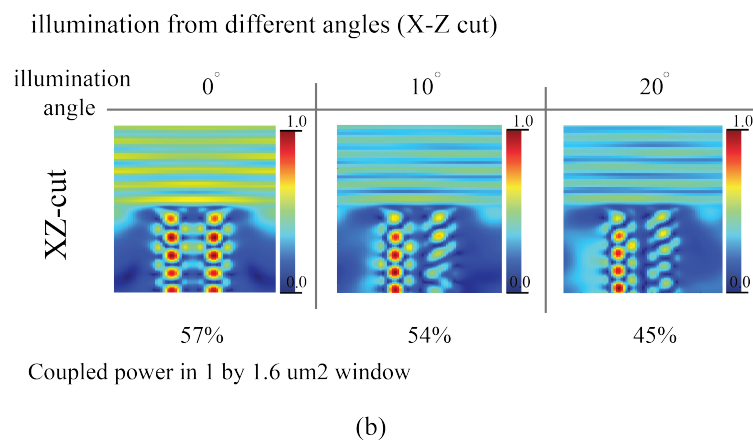 illumination from different angles (X-Z cut)
illumination angle 0° 10° 20°
1.0 1.0 1.0
XZ-cut
0.0 0.0 0.0
57% 54% 45%
Coupled power in 1 by 1.6 um2 window
(b)